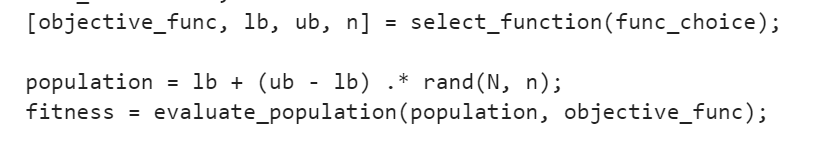 [objective_func, lb, ub, n] = select_function(func_choice);
population = lb + (ub - lb) .* rand(N, n);
fitness = evaluate_population(population, objective_func);